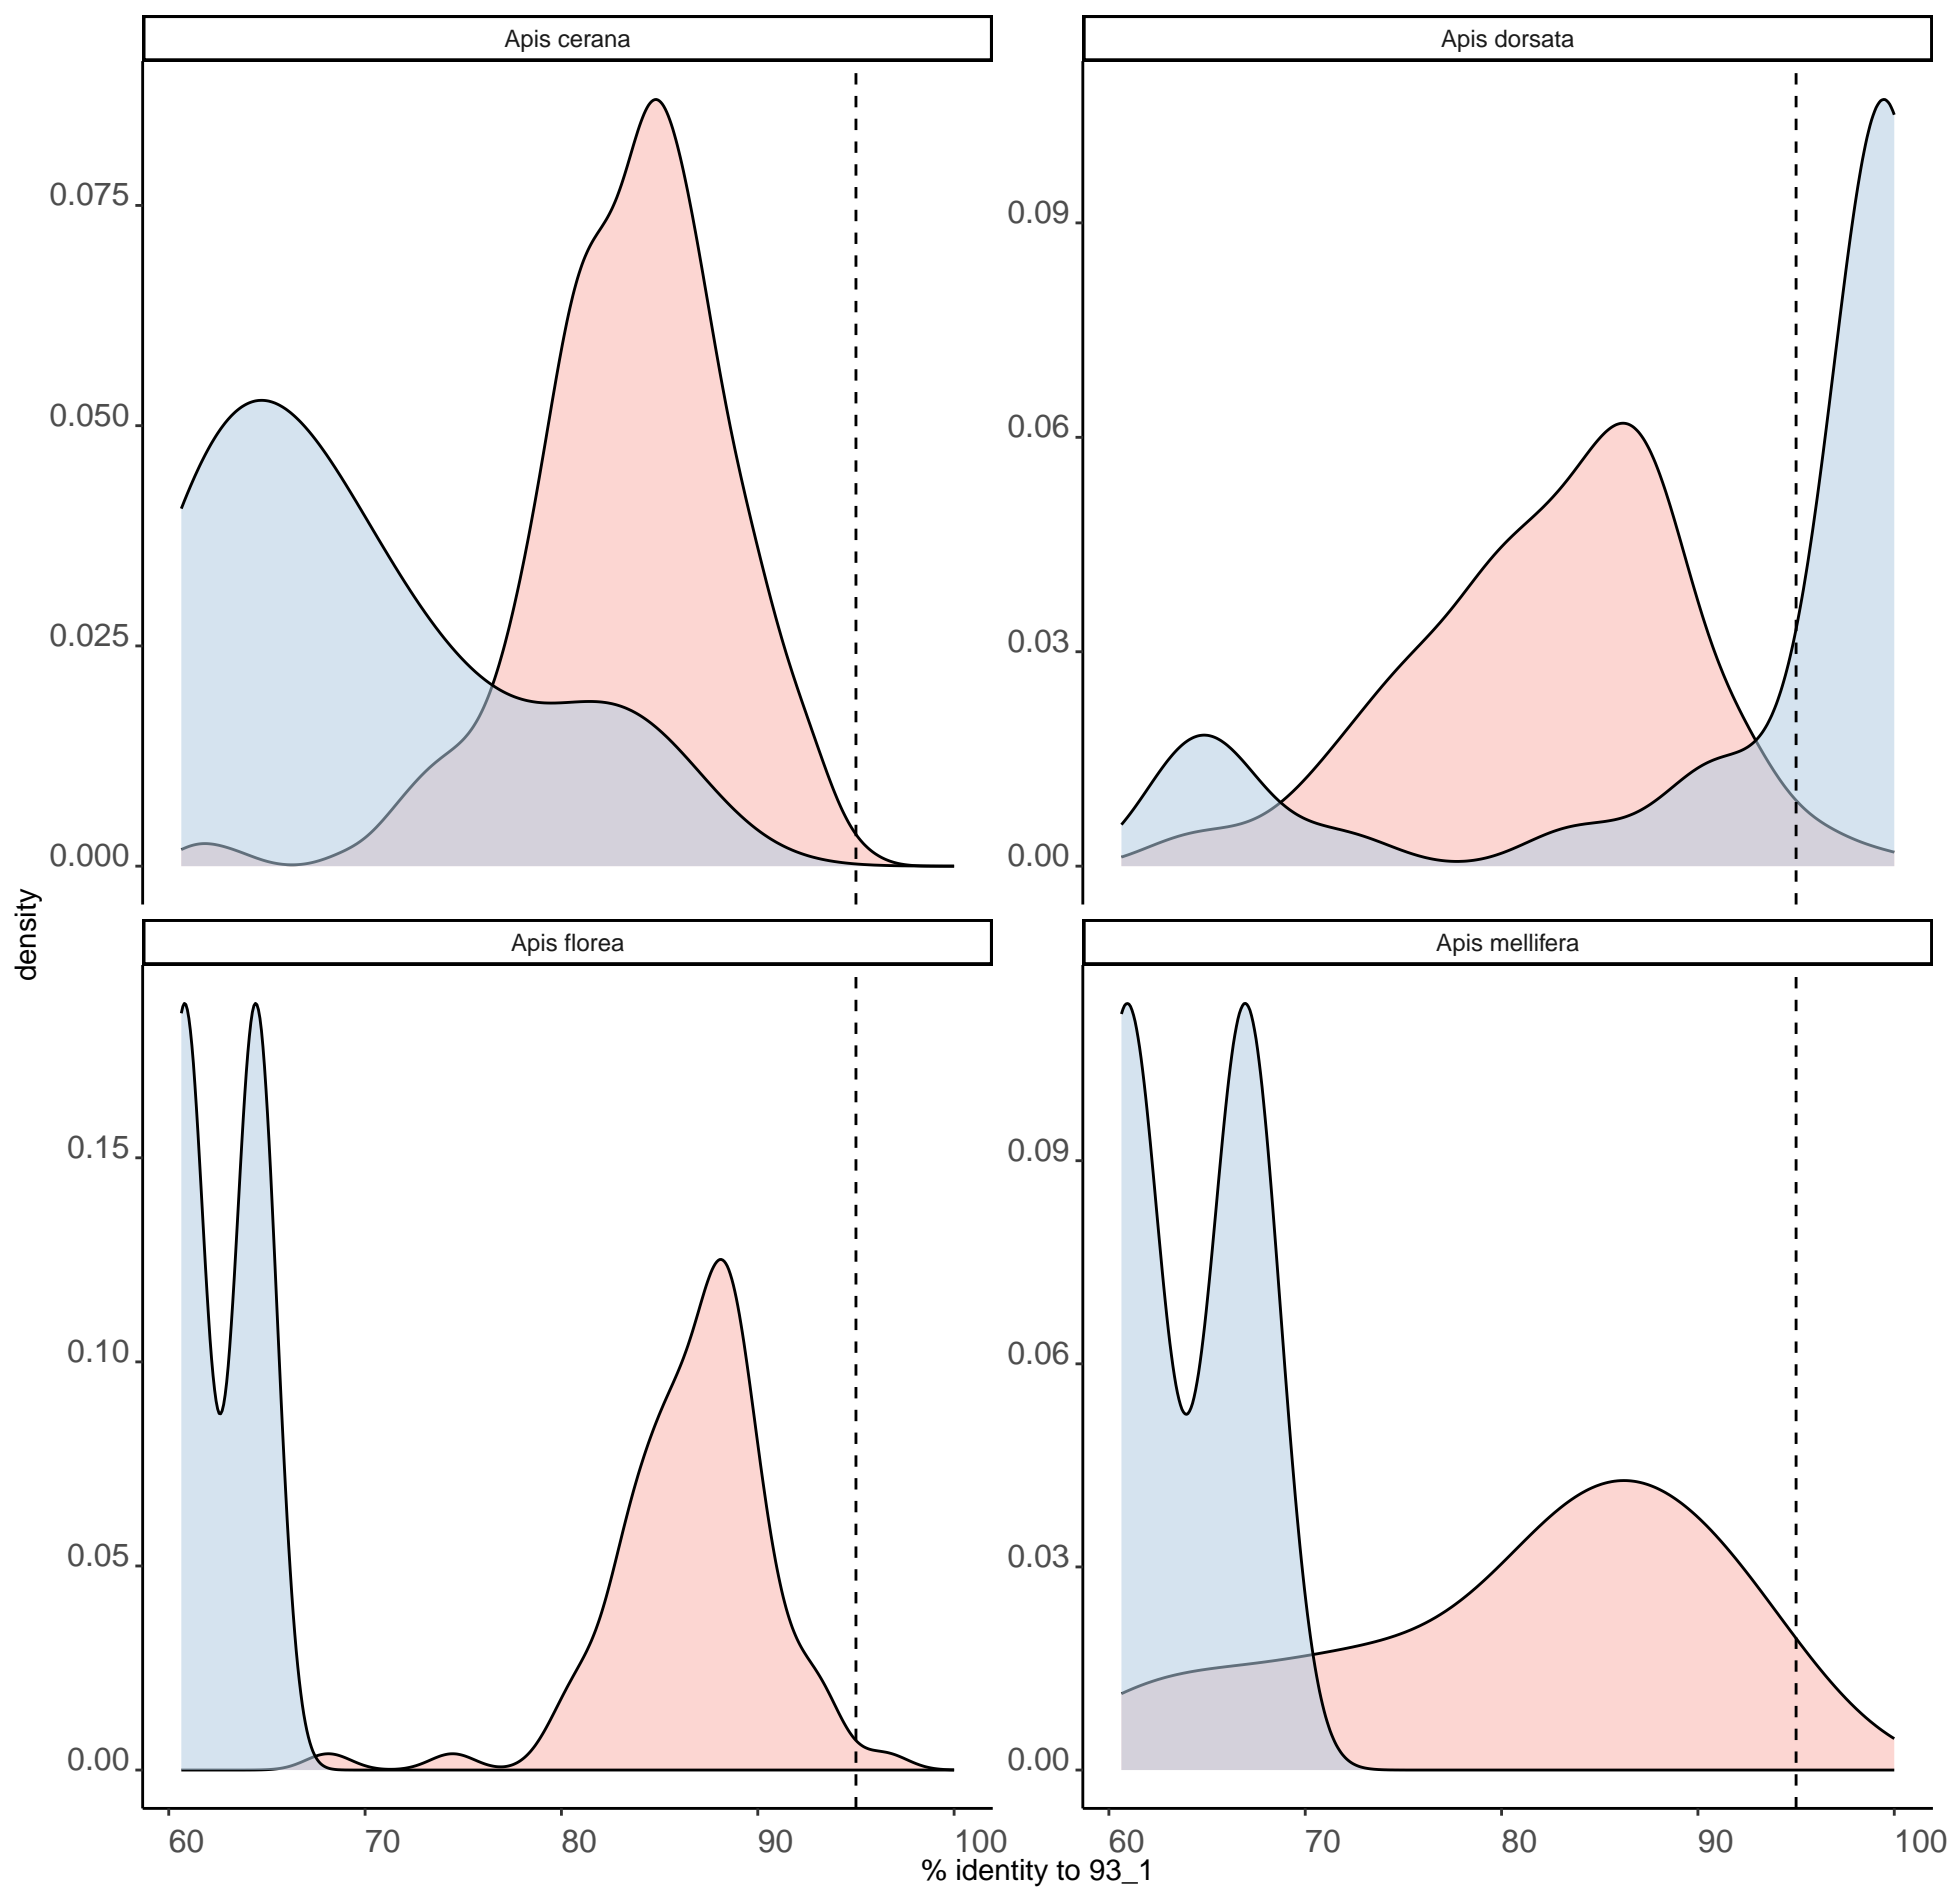 Apis cerana
Apis dorsata
0.075
0.050
0.025
0.000
0.09
0.06
0.03
0.00
density
Apis florea
Apis mellifera
0.15
0.10
0.05
0.00
0.09
0.06
0.03
0.00
60 70 80 90 100
60 70 80 90 100
% identity to 93_1